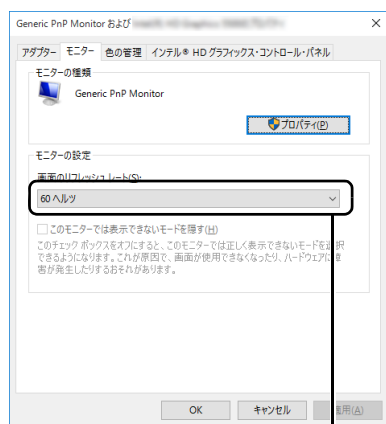 Generic PnP Monitor および
アダプター モニター 色の管理 インテル® HD グラフィックス・コントロール・パネル
モニターの種類
Generic PnP Monitor
プロパティ(P)
モニターの設定
画面のリフレッシュ レート(S):
60 ヘルツ
このモニターでは表示できないモードを隠す(H)
このチェック ボックスをオフにすると、このモニターでは正しく表示できないモードを選択
できるようになります。これが原因で、画面が使用できなくなったり、ハードウェアに障
害が発生したりするおそれがあります。
OK キャンセル 適用(A)